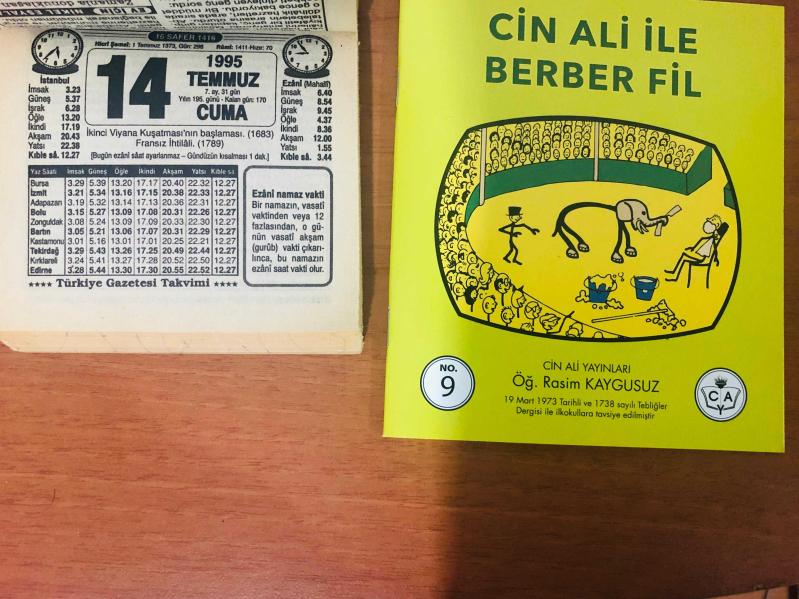 16 SAFER 1416
Hicrî Şemsî: 1 Temmuz 1373, Gün: 296 Rûmî: 1411-Hızır: 70
14
1995
TEMMUZ
7. ay, 31 gün
Yılın 195. günü - Kalan gün: 170
CUMA
İstanbul
İmsak 3.23
Güneş 5.37
İşrak 6.28
Öğle 13.20
İkindi 17.19
Akşam 20.43
Yatsı 22.38
Kıble sâ. 12.27
Ezânî (Mahallî)
İmsak 6.40
Güneş 8.54
İşrak 9.45
Öğle 4.37
İkindi 8.36
Akşam 12.00
Yatsı 1.55
Kıble sâ. 3.44
İkinci Viyana Kuşatması'nın başlaması. (1683)
Fransız İhtilâli. (1789)
[Bugün ezânî sâat ayarlanmaz – Gündüzün kısalması 1 dak.]
Yaz Saati İmsak Güneş Öğle İkindi Akşam Yatsı Kıble sâ
Bursa 3.29 5.39 13.20 17.17 20.40 22.32 12.27
İzmit 3.21 5.34 13.16 17.15 20.38 22.33 12.27
Adapazarı 3.19 5.32 13.14 17.13 20.36 22.31 12.27
Bolu 3.15 5.27 13.09 17.08 20.31 22.26 12.27
Zonguldak 3.08 5.24 13.09 17.09 20.33 22.30 12.27
Bartın 3.05 5.21 13.06 17.07 20.31 22.29 12.27
Kastamonu 3.01 5.16 13.01 17.01 20.25 22.22 12.27
Tekirdağ 3.29 5.43 13.26 17.25 20.49 22.44 12.27
Kırklareli 3.24 5.41 13.27 17.28 20.52 22.50 12.27
Edirne 3.28 5.44 13.30 17.30 20.55 22.52 12.27
Ezânî namaz vakti
Bir namazın, vasatî
vaktinden veya 12
fazlasından, o gü-
nün vasatî akşam
(gurûb) vakti çıkarı-
lınca, bu namazın
ezânî saat vakti olur.
**** Türkiye Gazetesi Takvimi ****
CİN ALİ İLE
BERBER FİL
NO.
9
CİN ALİ YAYINLARI
Öğ. Rasim KAYGUSUZ
19 Mart 1973 Tarihli ve 1738 sayılı Tebliğler
Dergisi ile ilkokullara tavsiye edilmiştir
C A